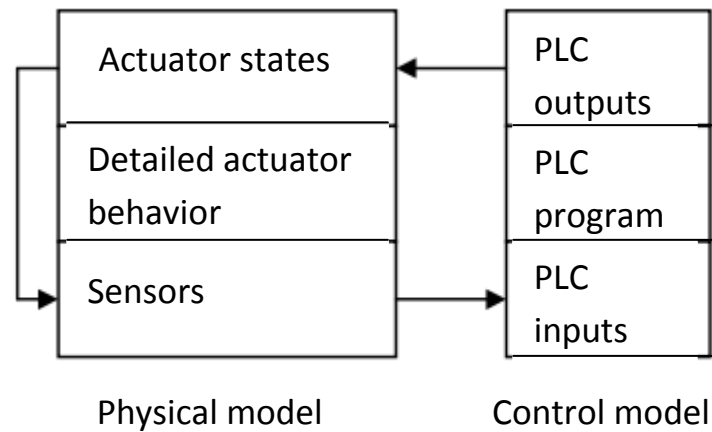 Actuator states
Detailed actuator
behavior
Sensors
PLC
outputs
PLC
program
PLC
inputs
Physical model
Control model